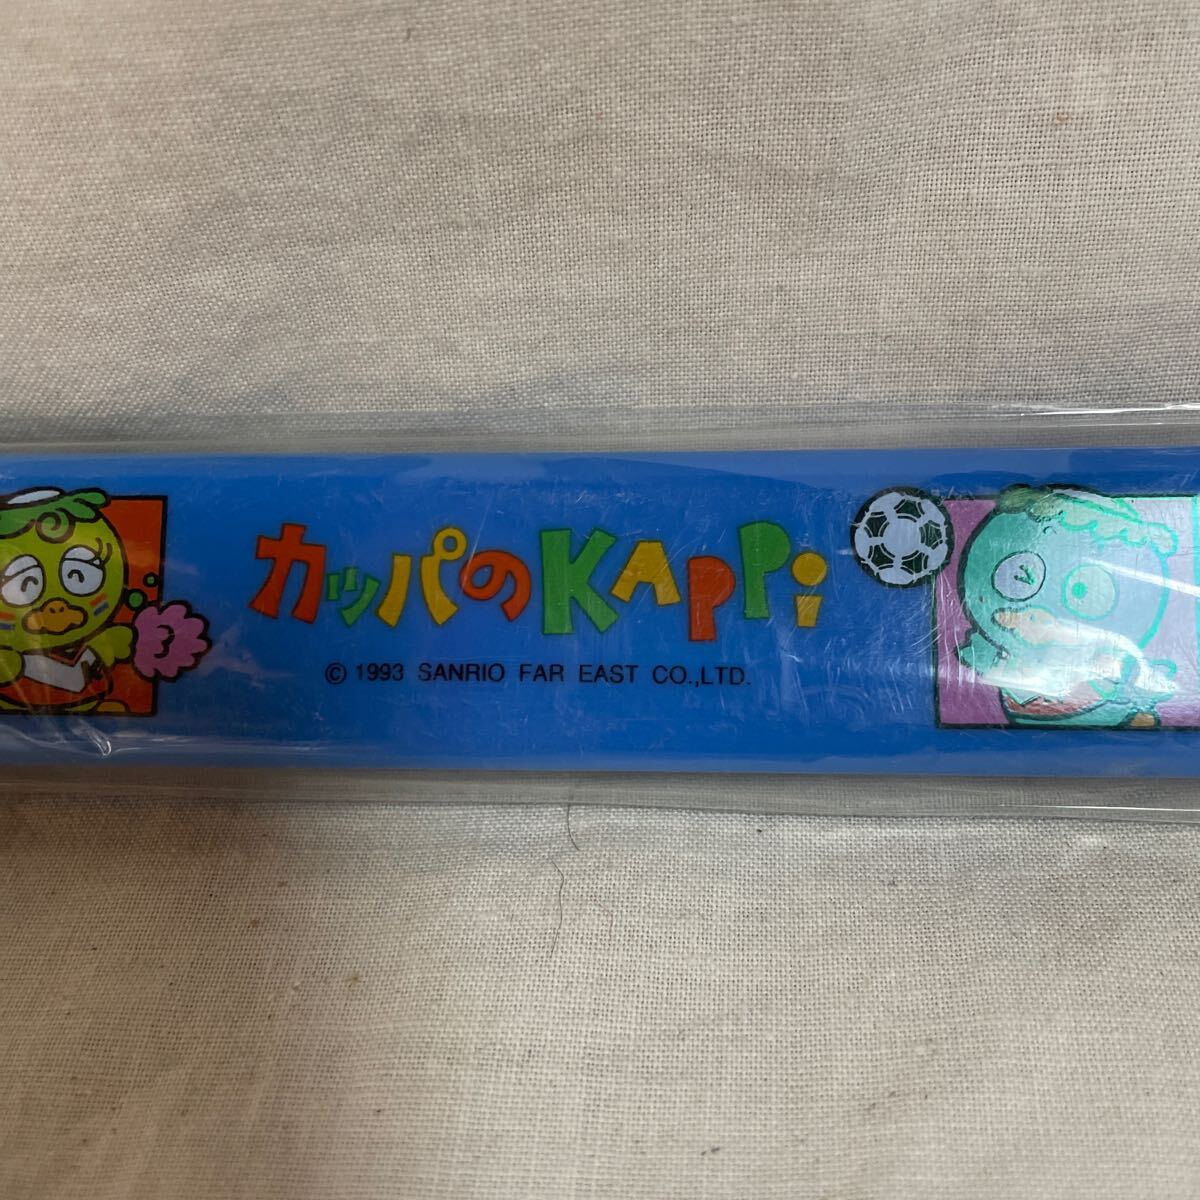 カッパのKAPPi
© 1993 SANRIO FAR EAST CO.,LTD.